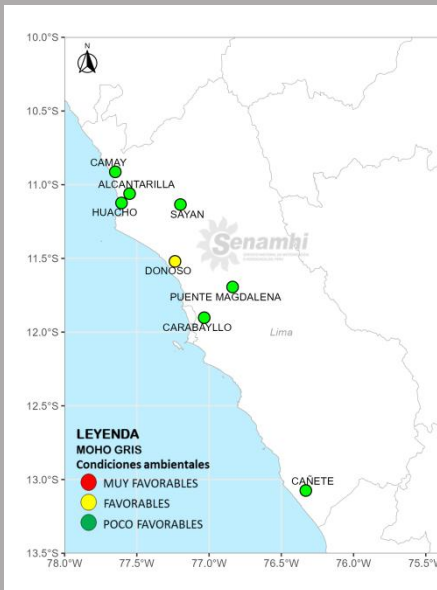 10.0°S
N
10.5°S
CAMAY
11.0°S
ALCANTARILLA
HUACHO
SAYAN
Senamhi
11.5°S
DONOSO
PUENTE MAGDALENA
12.0°S
CARABAYLLO
Lima
12.5°S
LEYENDA
MOHO GRIS
Condiciones ambientales
MUY FAVORABLES
FAVORABLES
POCO FAVORABLES
13.0°S
CAÑETE
13.5°S
78.0°W 77.5°W 77.0°W 76.5°W 76.0°W 75.5°W